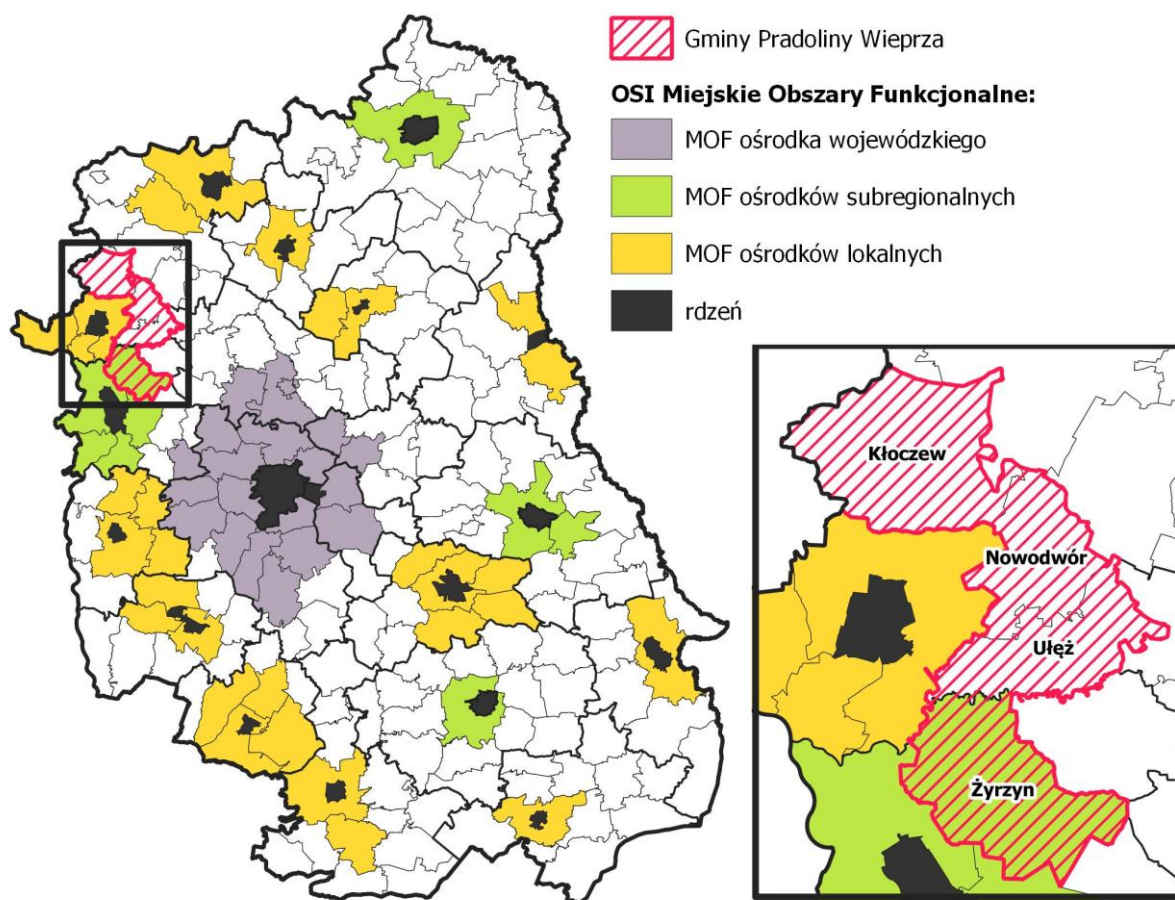 Gminy Pradoliny Wieprza
OSI Miejskie Obszary Funkcjonalne:
MOF ośrodka wojewódzkiego
MOF ośrodków subregionalnych
MOF ośrodków lokalnych
rdzeń
Kłoczew
Nowodwór
Ułęż
Żyrzyn